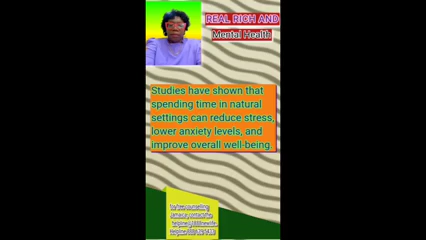 REAL RICH AND
Mental Health
Studies have shown that
spending time in natural
settings can reduce stress,
lower anxiety levels, and
improve overall well-being.